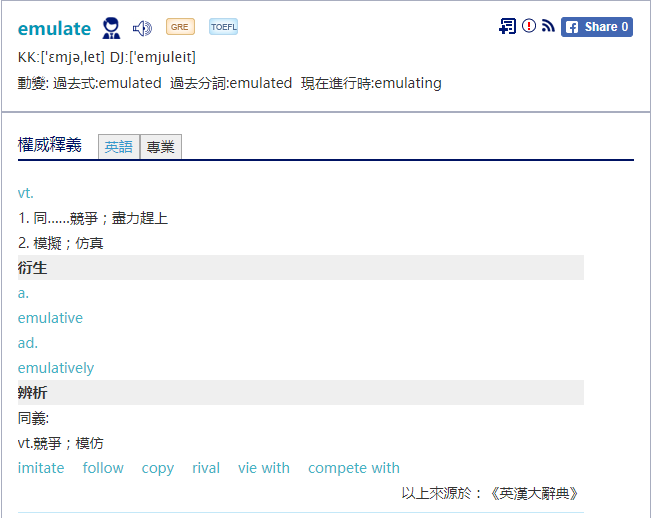 emulate GRE TOEFL Share 0
KK:['ɛmjə,let] DJ:['emjuleit]
動變: 過去式:emulated 過去分詞:emulated 現在進行時:emulating
權威釋義 英語 專業
vt.
1. 同……競爭；盡力趕上
2. 模擬；仿真
衍生
a.
emulative
ad.
emulatively
辨析
同義:
vt.競爭；模仿
imitate follow copy rival vie with compete with
以上來源於：《英漢大辭典》